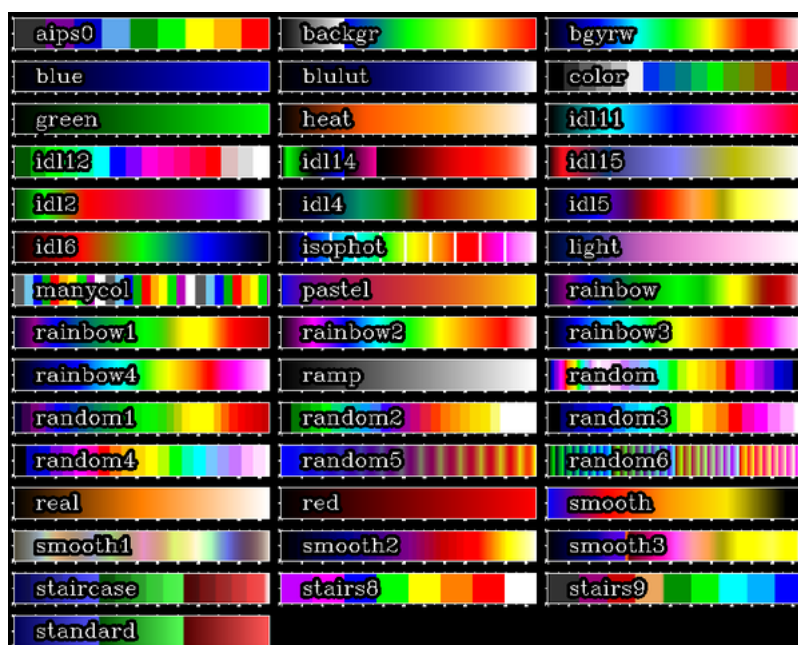 aips0 backgr bgyrw
blue blulut color
green heat idl11
idl12 idl14 idl15
idl2 idl4 idl5
idl6 isophot light
manycol pastel rainbow
rainbow1 rainbow2 rainbow3
rainbow4 ramp random
random1 random2 random3
random4 random5 random6
real red smooth
smooth1 smooth2 smooth3
staircase stairs8 stairs9
standard